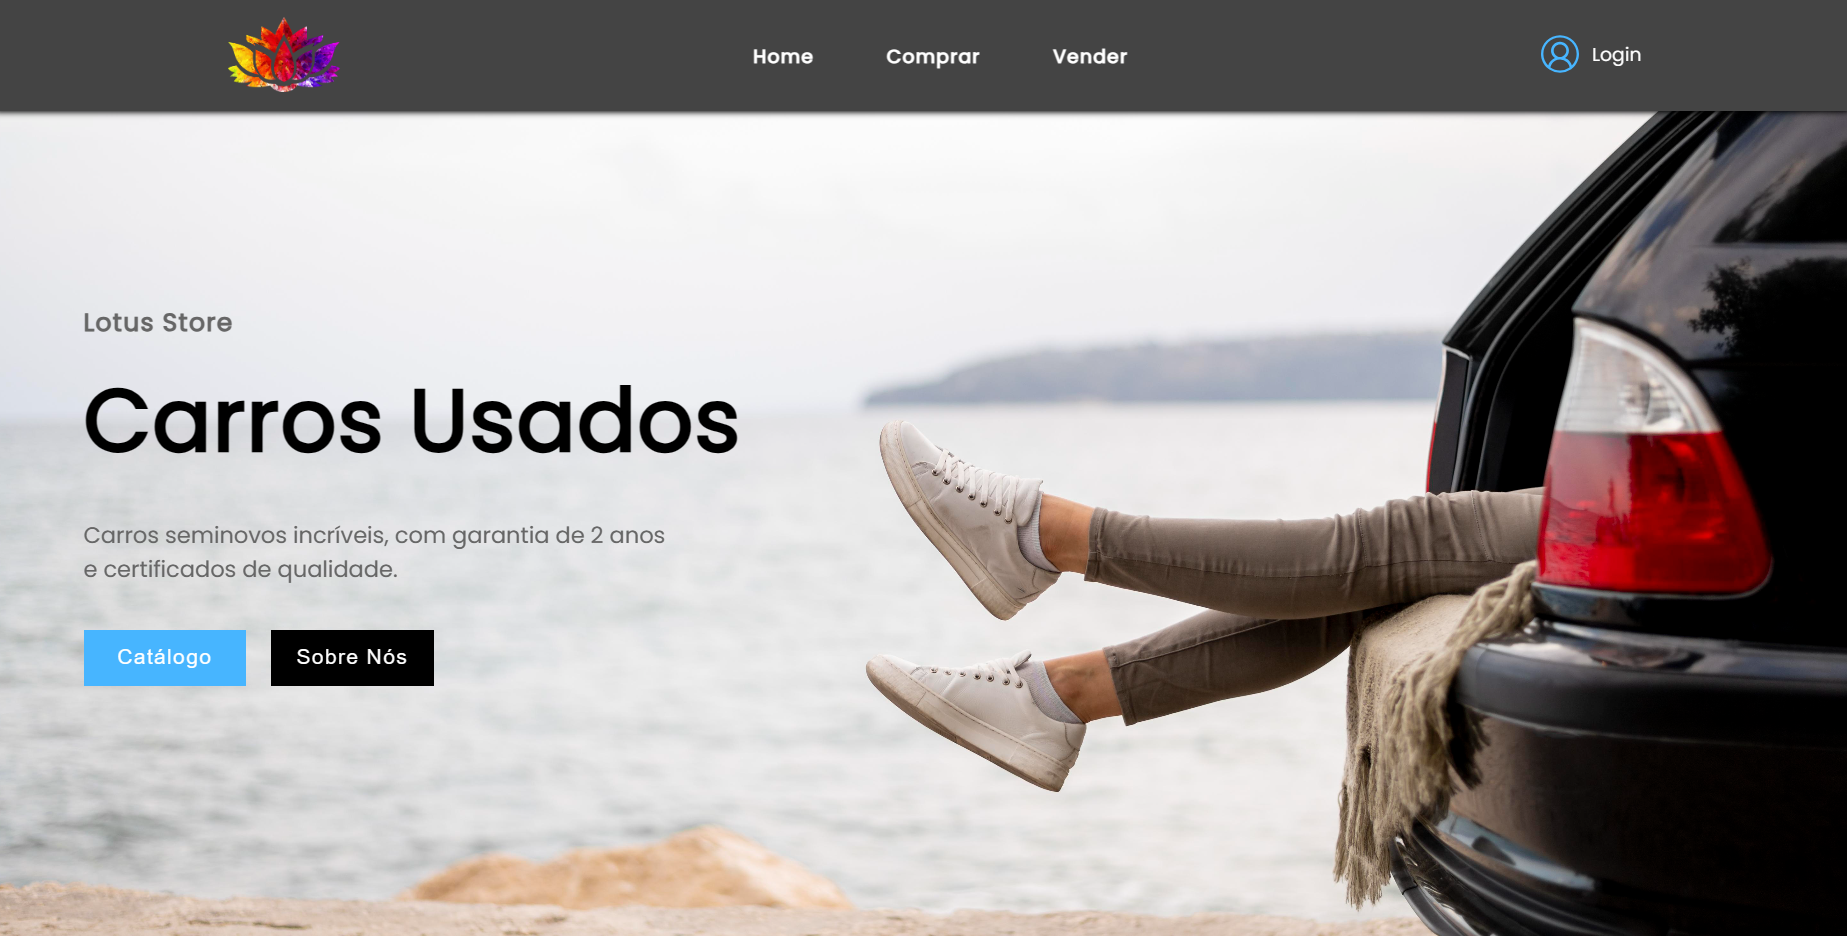 Home
Comprar
Vender
Login
Lotus Store
Carros Usados
Carros seminovos incríveis, com garantia de 2 anos
e certificados de qualidade.
Catálogo
Sobre Nós